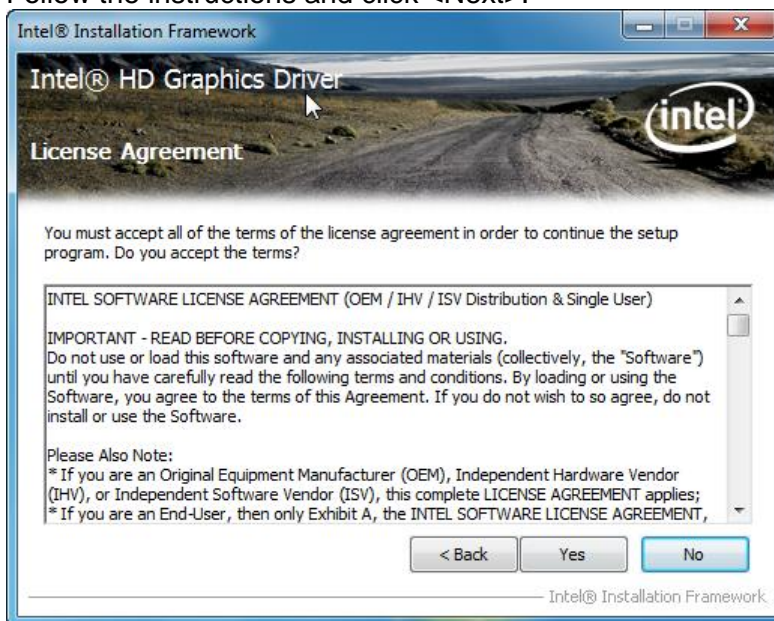 Follow the instructions and click <Next>.
Intel® Installation Framework
Intel® HD Graphics Driver
intel
License Agreement
You must accept all of the terms of the license agreement in order to continue the setup
program. Do you accept the terms?
INTEL SOFTWARE LICENSE AGREEMENT (OEM / IHV / ISV Distribution & Single User)
IMPORTANT - READ BEFORE COPYING, INSTALLING OR USING.
Do not use or load this software and any associated materials (collectively, the "Software")
until you have carefully read the following terms and conditions. By loading or using the
Software, you agree to the terms of this Agreement. If you do not wish to so agree, do not
install or use the Software.
Please Also Note:
* If you are an Original Equipment Manufacturer (OEM), Independent Hardware Vendor
(IHV), or Independent Software Vendor (ISV), this complete LICENSE AGREEMENT applies;
* If you are an End-User, then only Exhibit A, the INTEL SOFTWARE LICENSE AGREEMENT,
< Back Yes No
Intel® Installation Framework